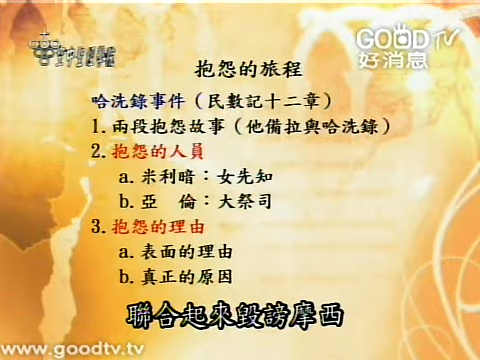 GOOD TV
好消息
抱怨的旅程
哈洗錄事件（民數記十二章）
1. 兩段抱怨故事（他備拉與哈洗錄）
2. 抱怨的人員
a. 米利暗：女先知
b. 亞　倫：大祭司
3. 抱怨的理由
a. 表面的理由
b. 真正的原因
聯合起來毀謗摩西
www.goodtv.tv